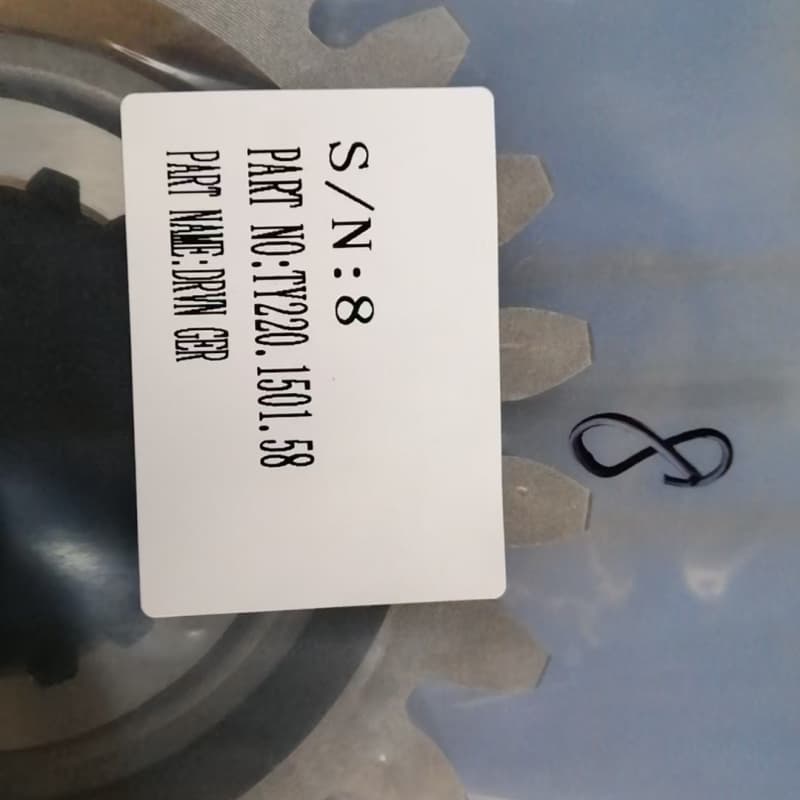 S/N:8
PART NO:TY220.1501.58
PART NAME:DRVN GER
8